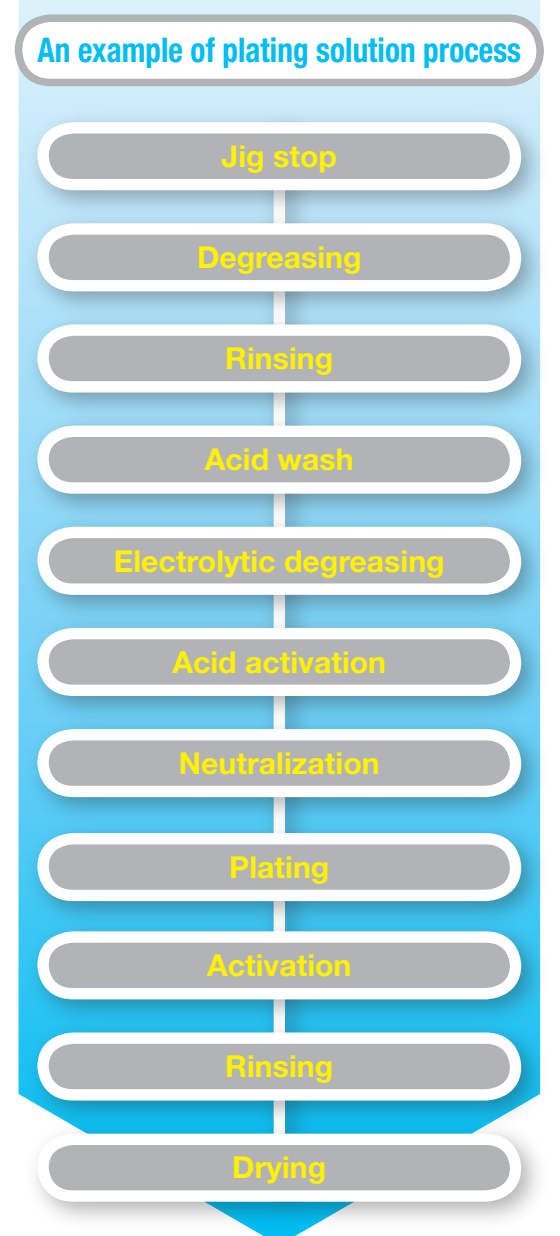 An example of plating solution process
Jig stop
Degreasing
Rinsing
Acid wash
Electrolytic degreasing
Acid activation
Neutralization
Plating
Activation
Rinsing
Drying